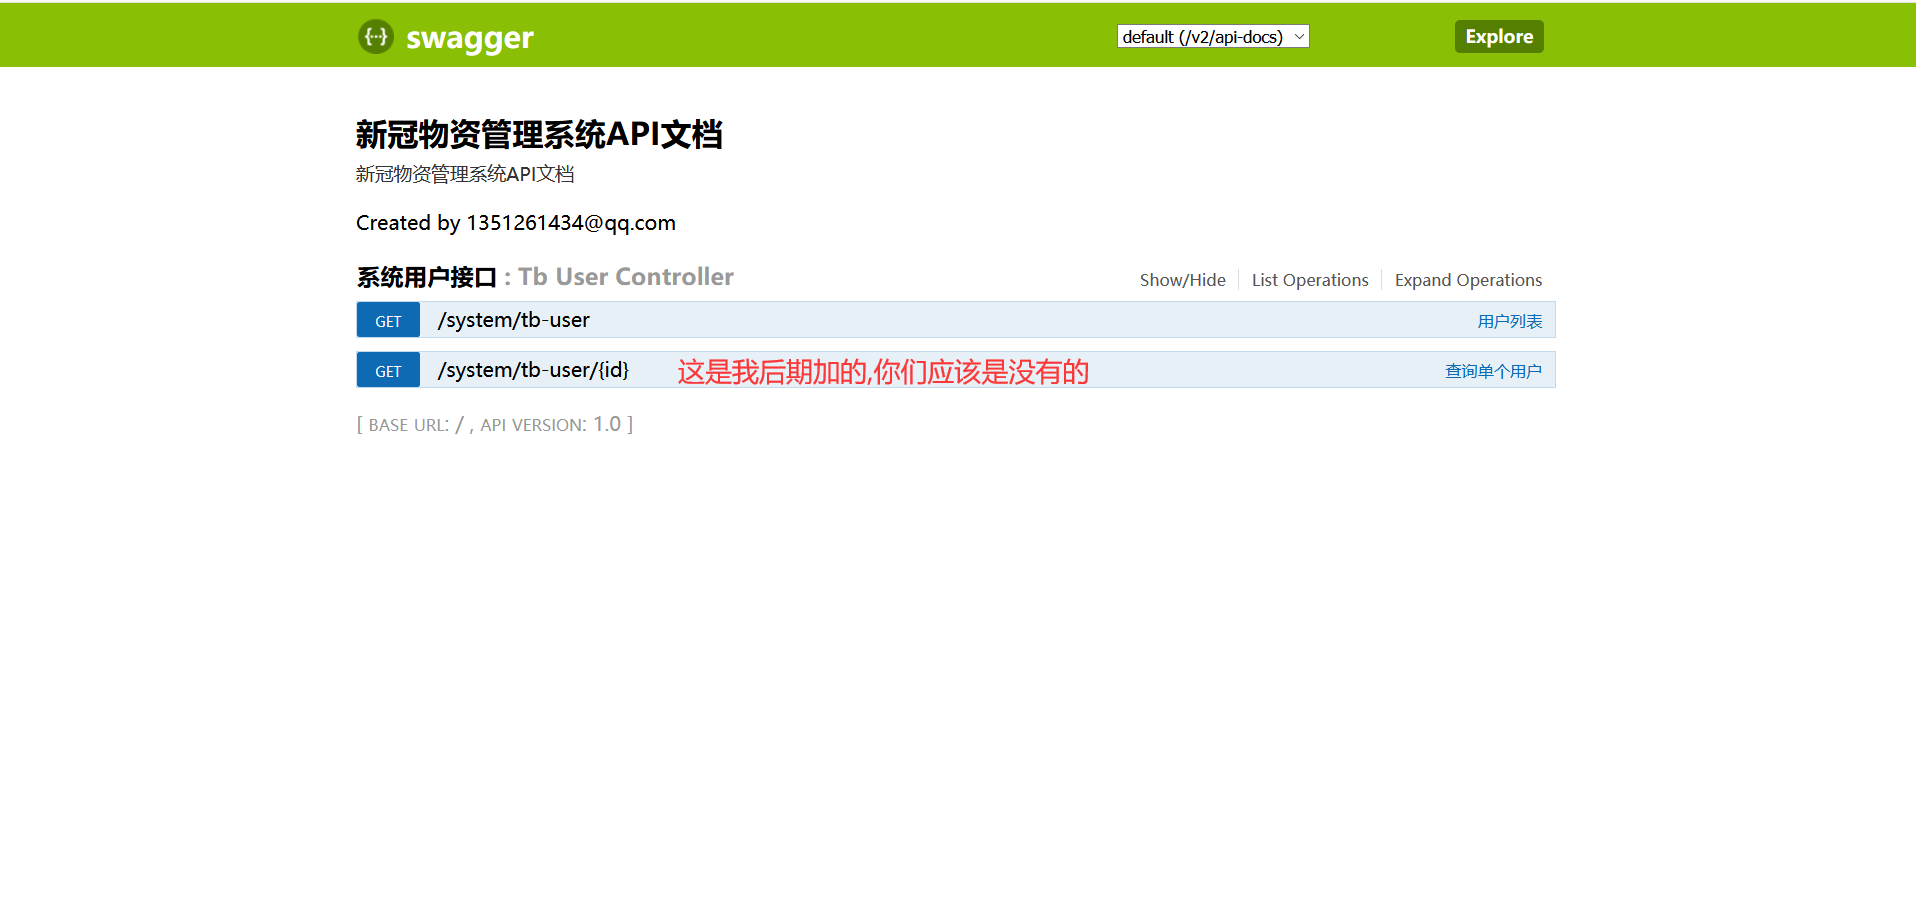 swagger
default (/v2/api-docs)
Explore
新冠物资管理系统API文档
新冠物资管理系统API文档
Created by 1351261434@qq.com
系统用户接口 : Tb User Controller
Show/Hide
List Operations
Expand Operations
GET /system/tb-user 用户列表
GET /system/tb-user/{id} 这是我后期加的,你们应该是没有的 查询单个用户
[ BASE URL: / , API VERSION: 1.0 ]